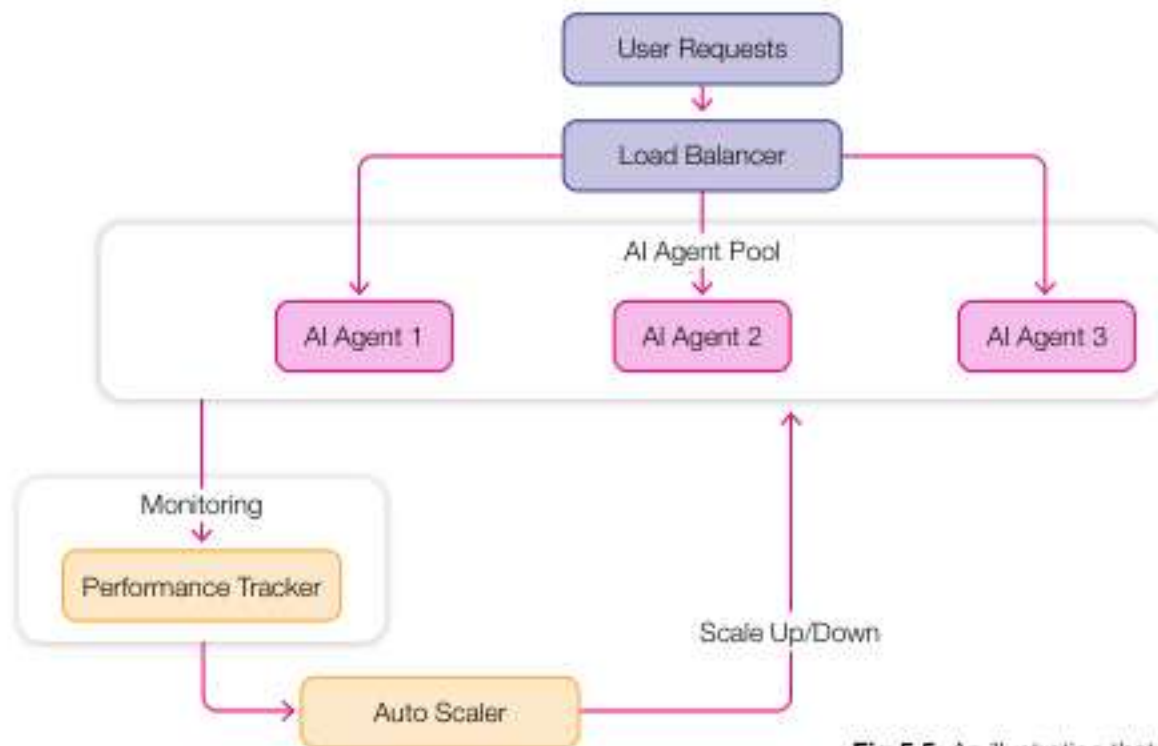 User Requests
Load Balancer
AI Agent Pool
AI Agent 1
AI Agent 2
AI Agent 3
Monitoring
Performance Tracker
Scale Up/Down
Auto Scaler